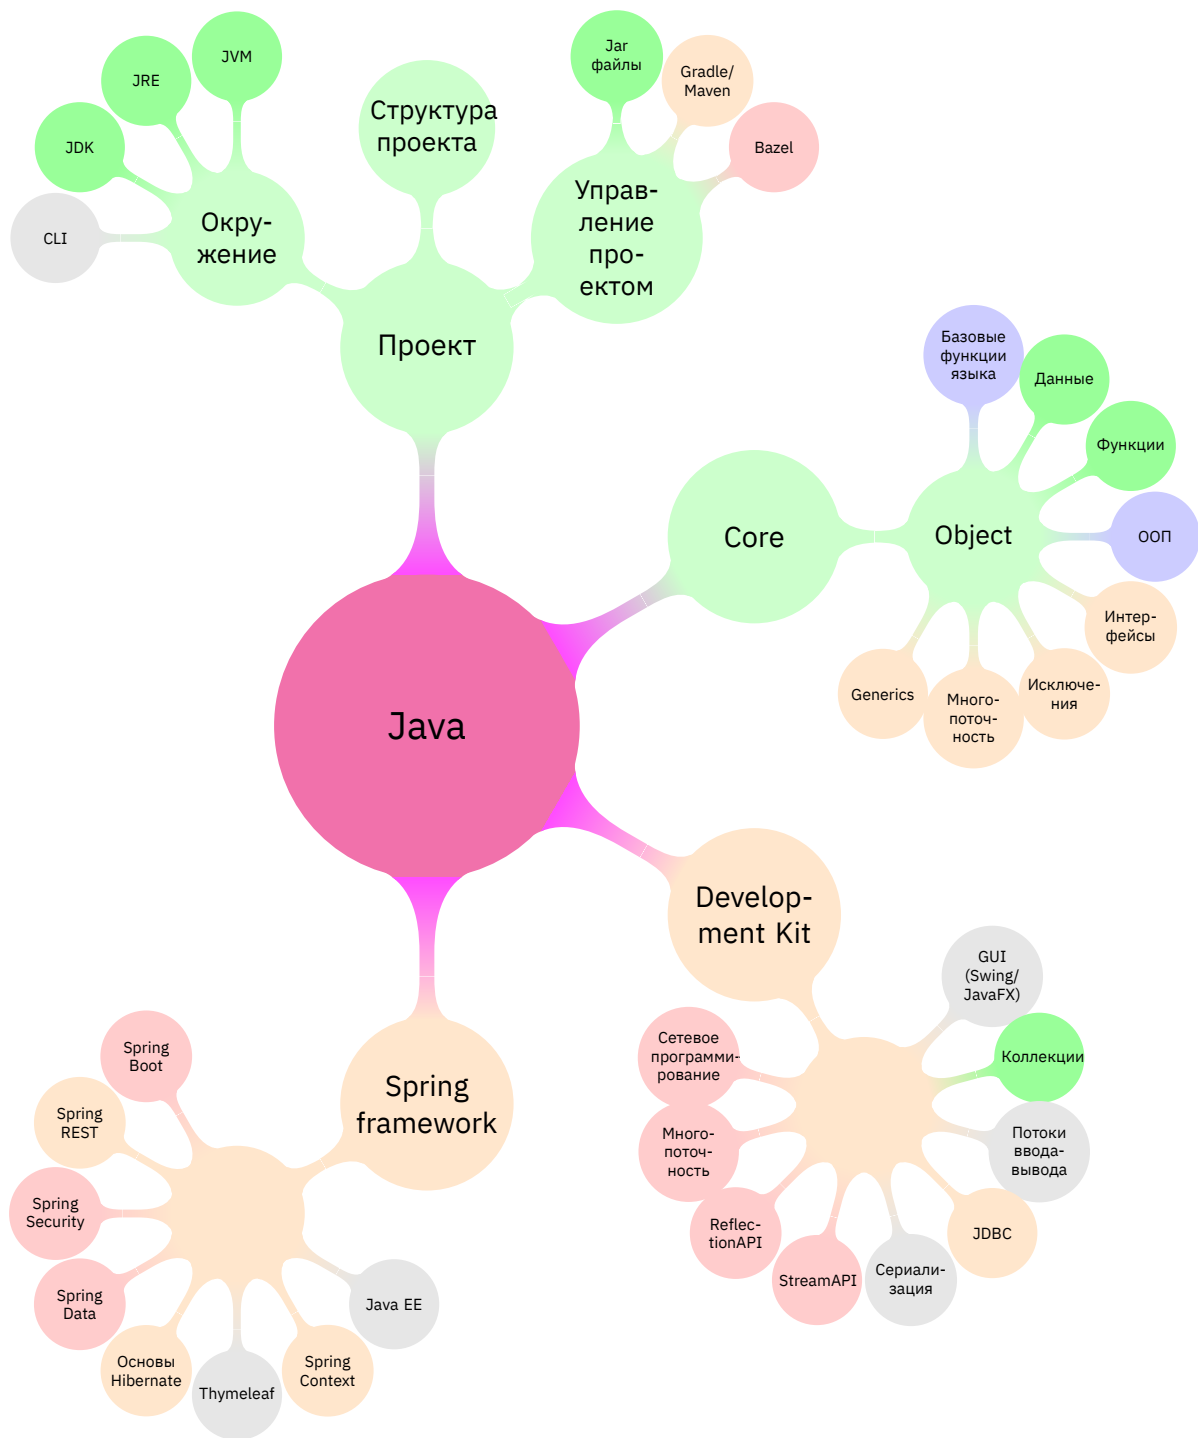 JVM
JRE
JDK
CLI
Окру-
жение
Структура
проекта
Jar
файлы
Gradle/
Maven
Bazel
Управ-
ление
про-
ектом
Проект
Базовые
функции
языка
Данные
Функции
ООП
Интер-
фейсы
Исключе-
ния
Много-
поточ-
ность
Generics
Object
Core
Java
Develop-
ment Kit
GUI
(Swing/
JavaFX)
Коллекции
Потоки
ввода-
вывода
JDBC
Сериали-
зация
StreamAPI
Reflec-
tionAPI
Много-
поточ-
ность
Сетевое
программи-
рование
Spring
framework
Spring
Boot
Spring
REST
Spring
Security
Spring
Data
Основы
Hibernate
Thymeleaf
Spring
Context
Java EE